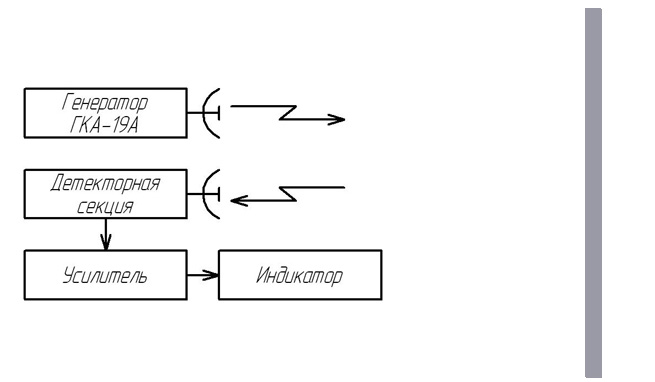 Генератор
ГКА-19А
Детекторная
секция
Усилитель
Индикатор